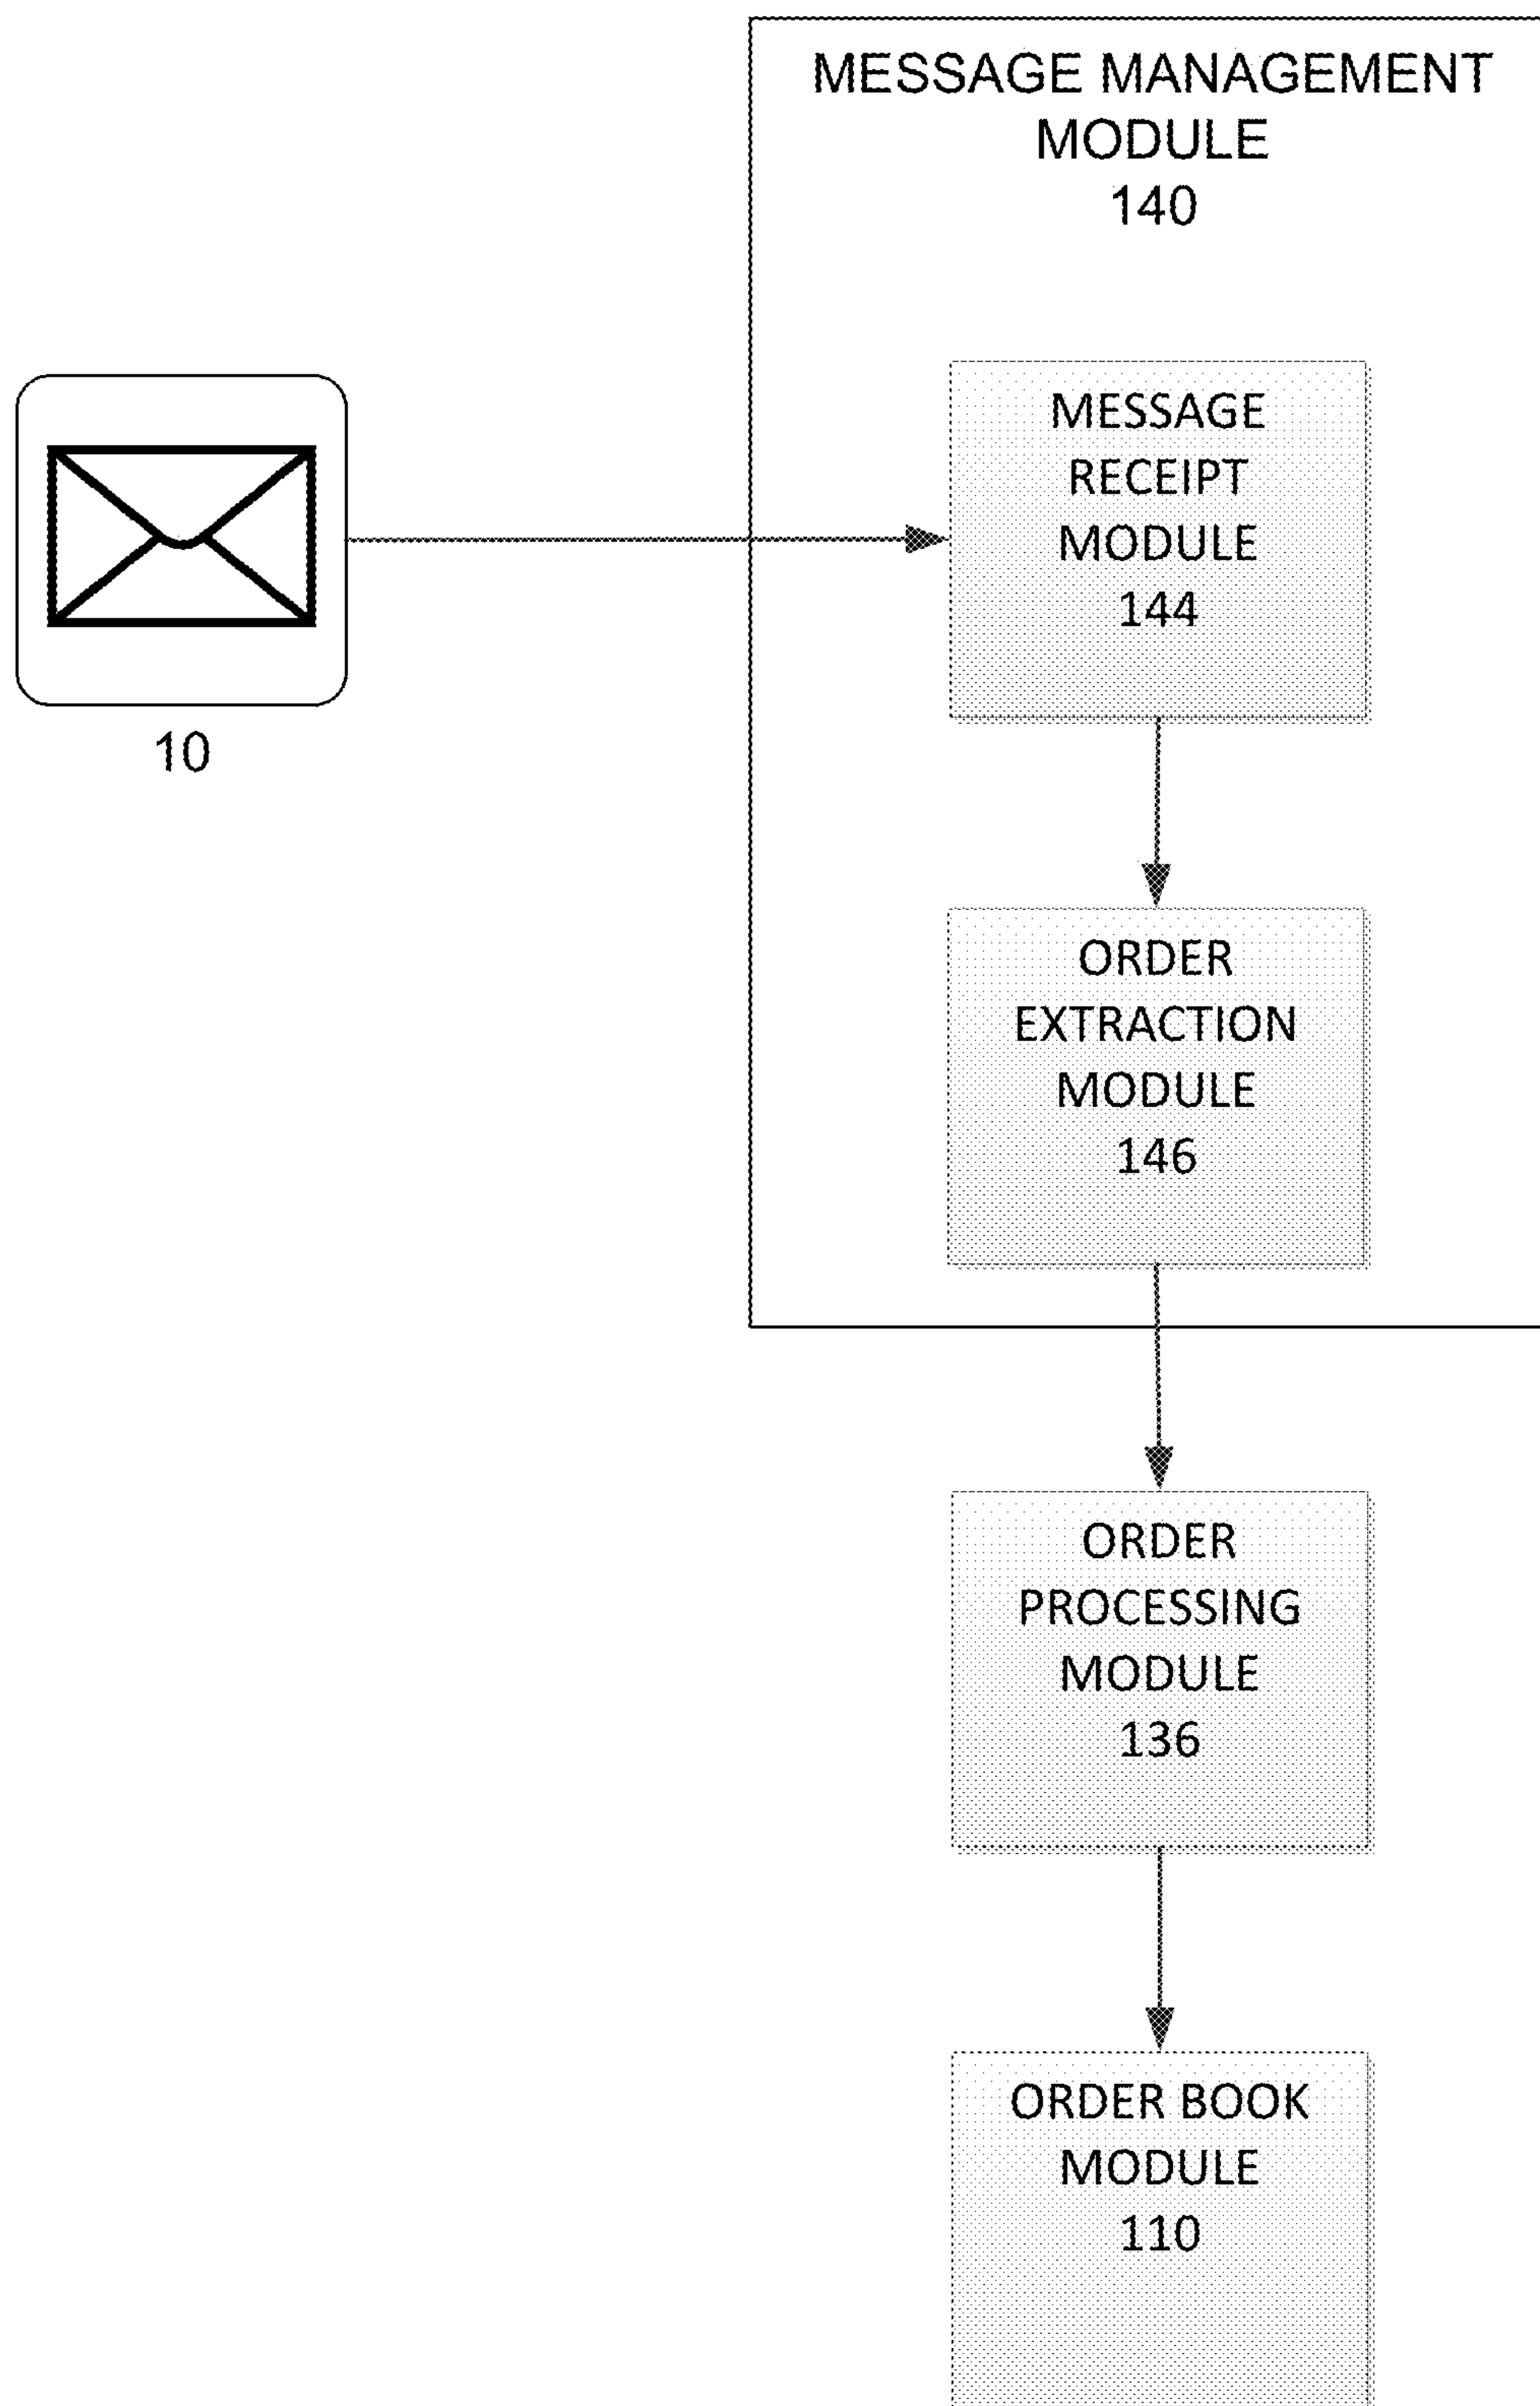 MESSAGE MANAGEMENT
MODULE
140
MESSAGE
RECEIPT
MODULE
144
10
ORDER
EXTRACTION
MODULE
146
ORDER
PROCESSING
MODULE
136
ORDER BOOK
MODULE
110